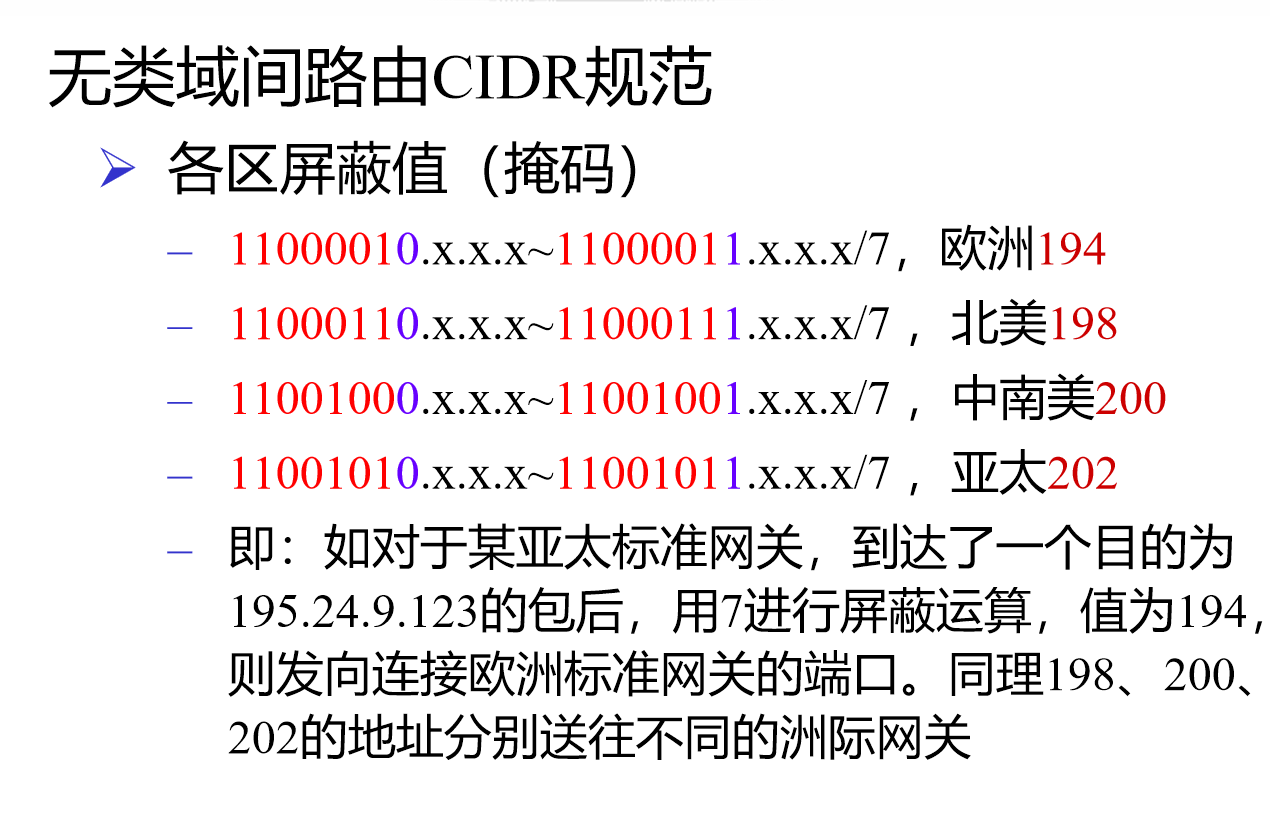 无类域间路由CIDR规范
各区屏蔽值（掩码）
– 11000010.x.x.x~11000011.x.x.x/7，欧洲194
– 11000110.x.x.x~11000111.x.x.x/7 ，北美198
– 11001000.x.x.x~11001001.x.x.x/7 ，中南美200
– 11001010.x.x.x~11001011.x.x.x/7 ，亚太202
– 即：如对于某亚太标准网关，到达了一个目的为
195.24.9.123的包后，用7进行屏蔽运算，值为194，
则发向连接欧洲标准网关的端口。同理198、200、
202的地址分别送往不同的洲际网关